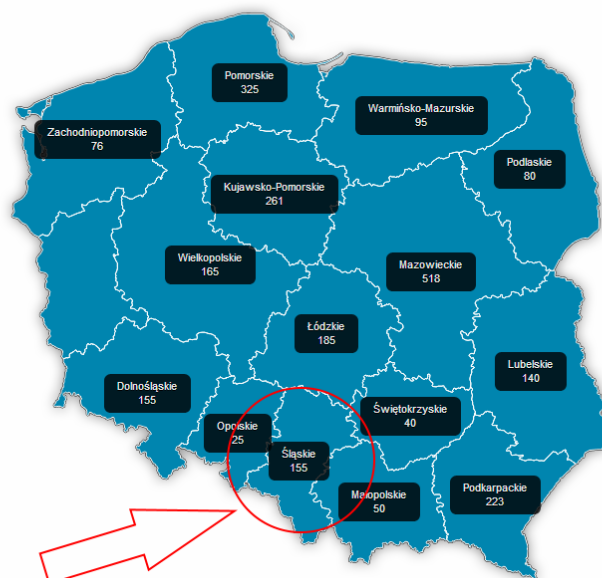 Pomorskie
325
Warmińsko-Mazurskie
95
Zachodniopomorskie
76
Podlaskie
80
Kujawsko-Pomorskie
261
Wielkopolskie
165
Mazowieckie
518
Łódzkie
185
Lubelskie
140
Dolnośląskie
155
Świętokrzyskie
40
Opolskie
25
Śląskie
155
Małopolskie
50
Podkarpackie
223